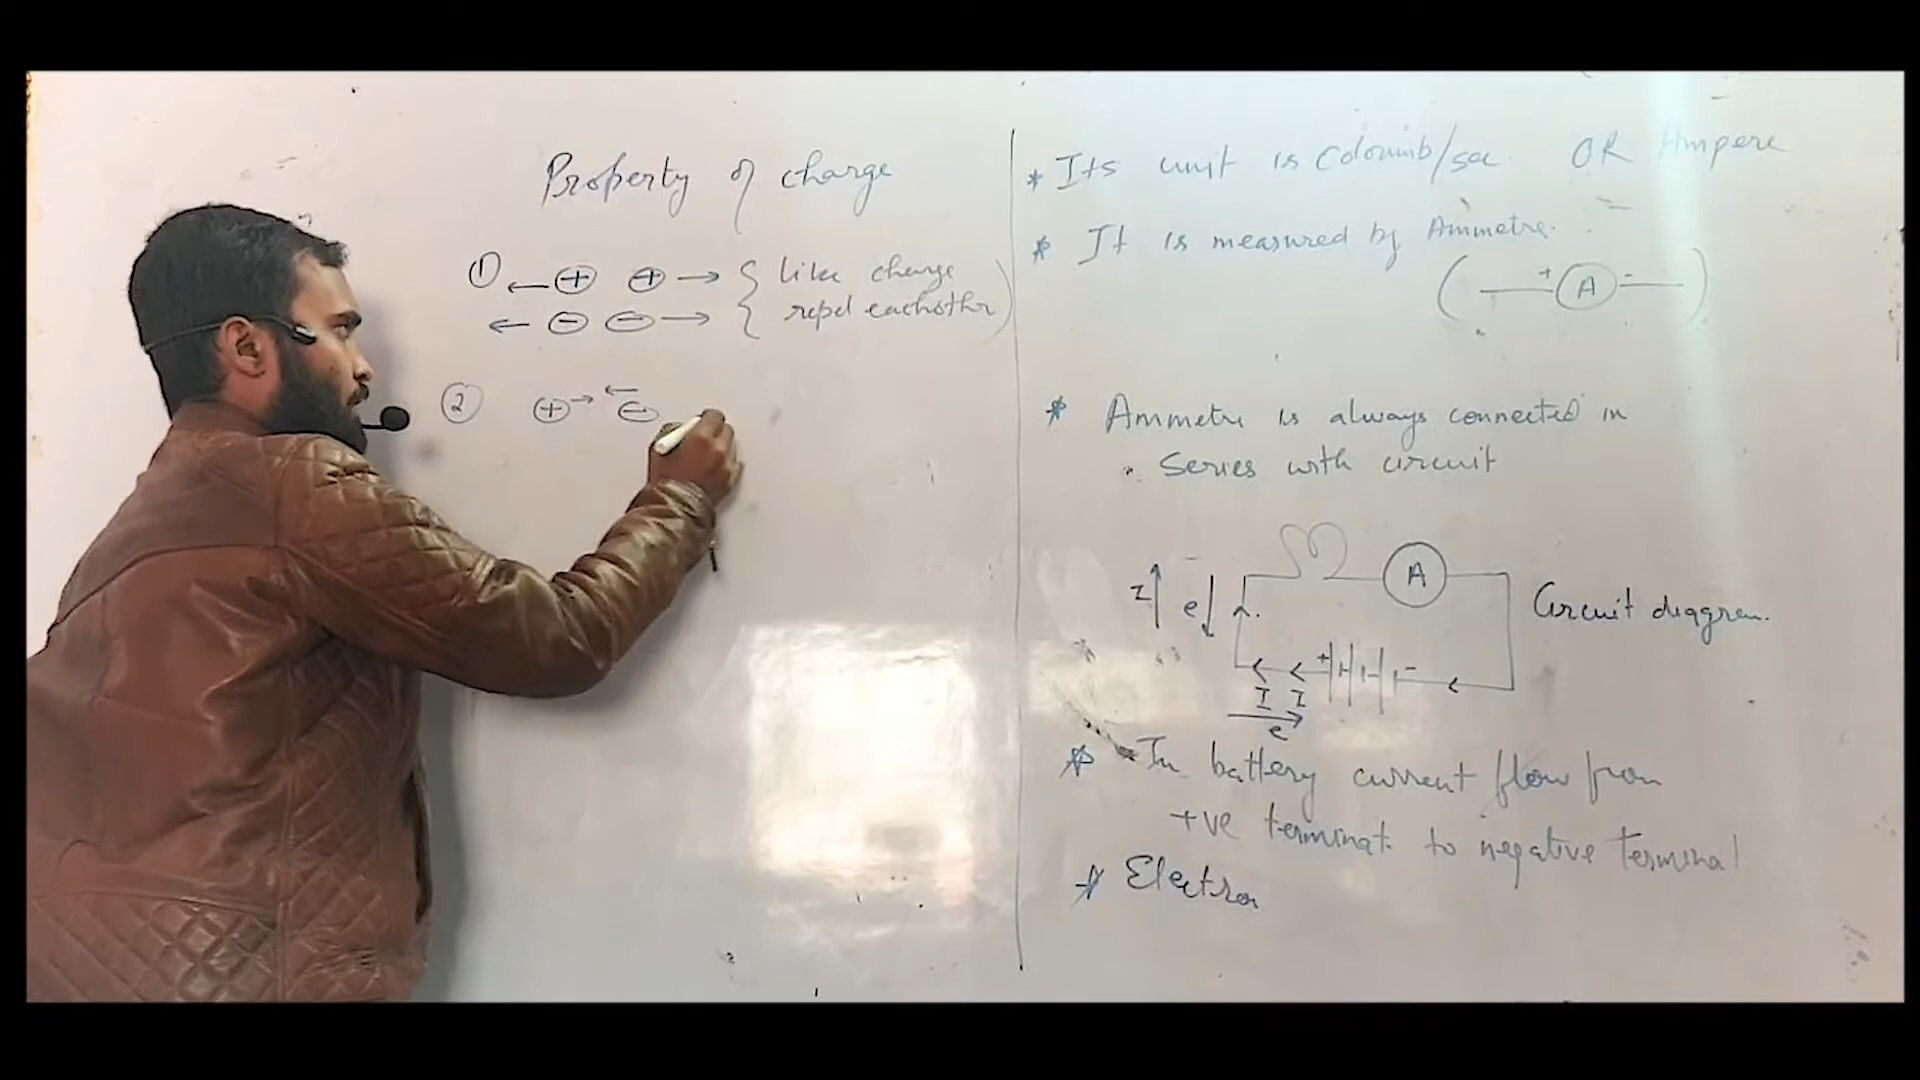 Property of charge
① ← ⊕ ⊕ → { like charge
← ⊖ ⊖ → { repel eachothr
② ⊕ → ← ⊖
* Its unit is Coloumb/sec OR Ampere
* It is measured by Ammetre.
( + A - )
* Ammetre is always connected in
Series with circuit
I e A Circuit diagram.
+ -
I I
e
* In battery current flow from
+ve terminal to negative terminal
* Electron